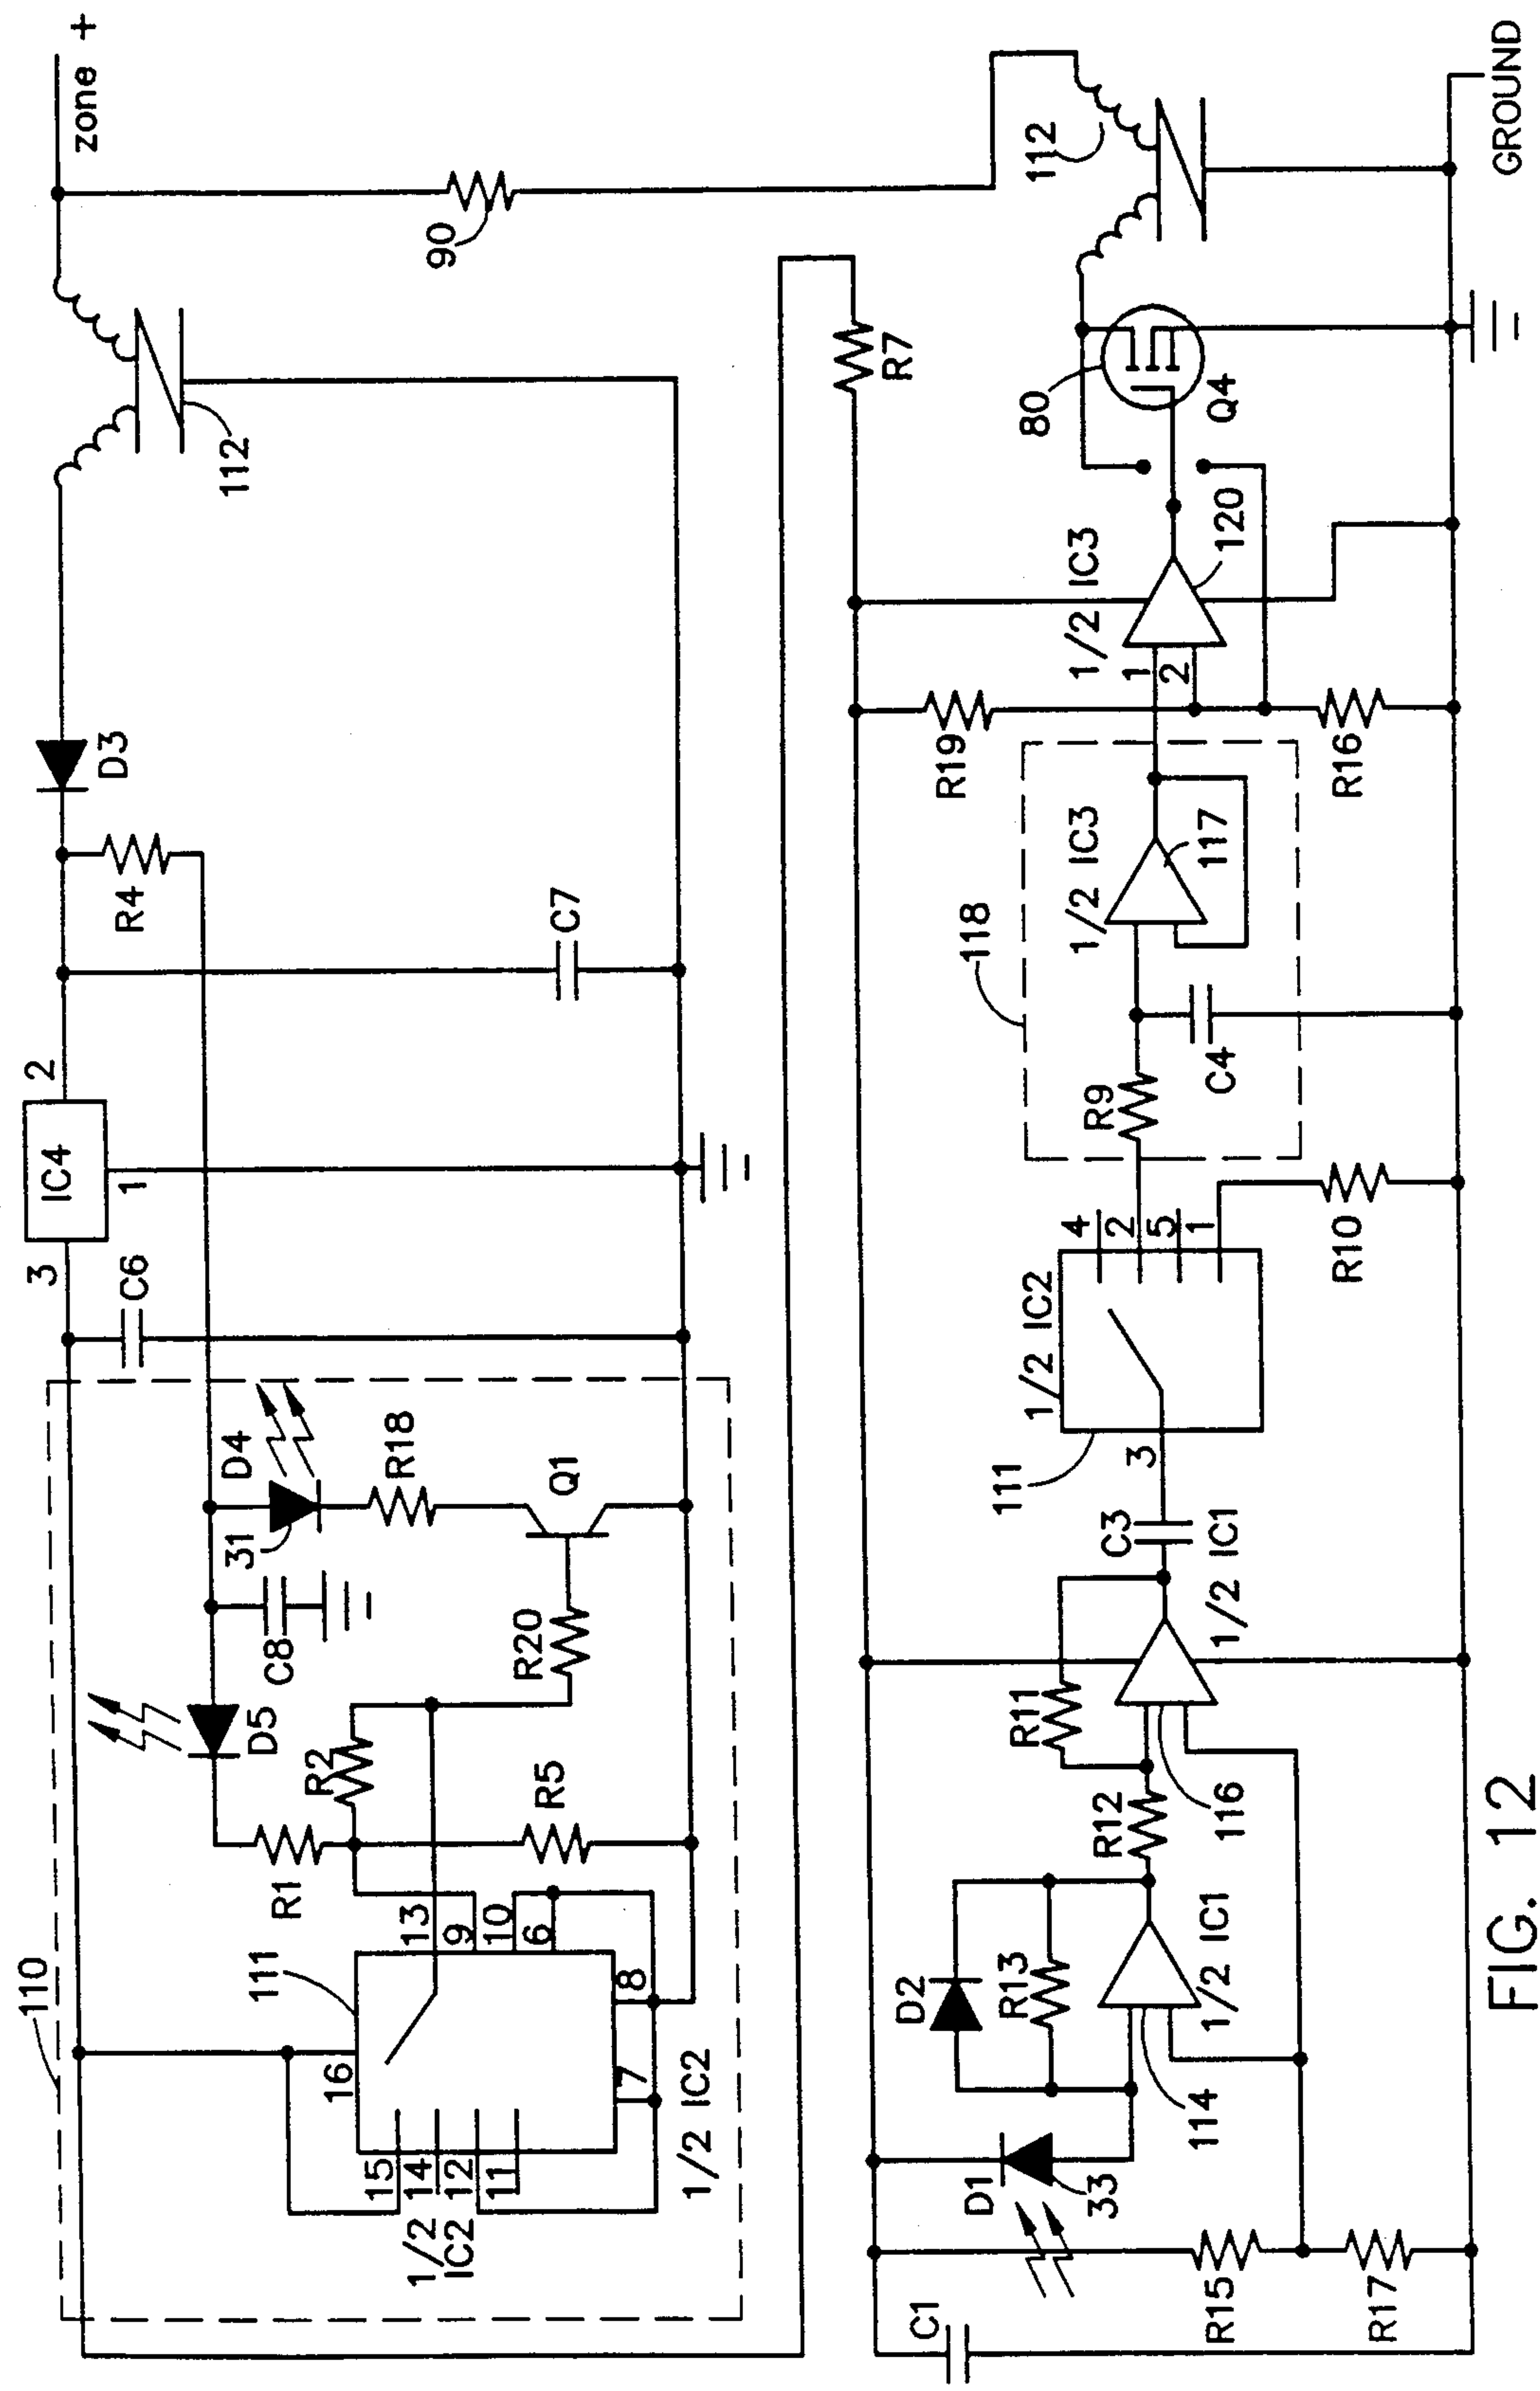 zone +
112
D3
R4
C7
2
IC4
1
3
C6
90
110
D4
31
R18
Q1
C8
R20
D5
R2
R1
R5
111
13
9
10
6
8
7
16
15
14
12
11
1/2
IC2
1/2 IC2
R7
112
80
Q4
1/2 IC3
120
1
2
R19
R16
118
1/2 IC3
117
R9
C4
4
2
5
1
R10
1/2 IC2
111
3
C3
1/2 IC1
R11
116
R12
D2
R13
1/2 IC1
114
D1
33
R15
R17
C1
GROUND
FIG. 12